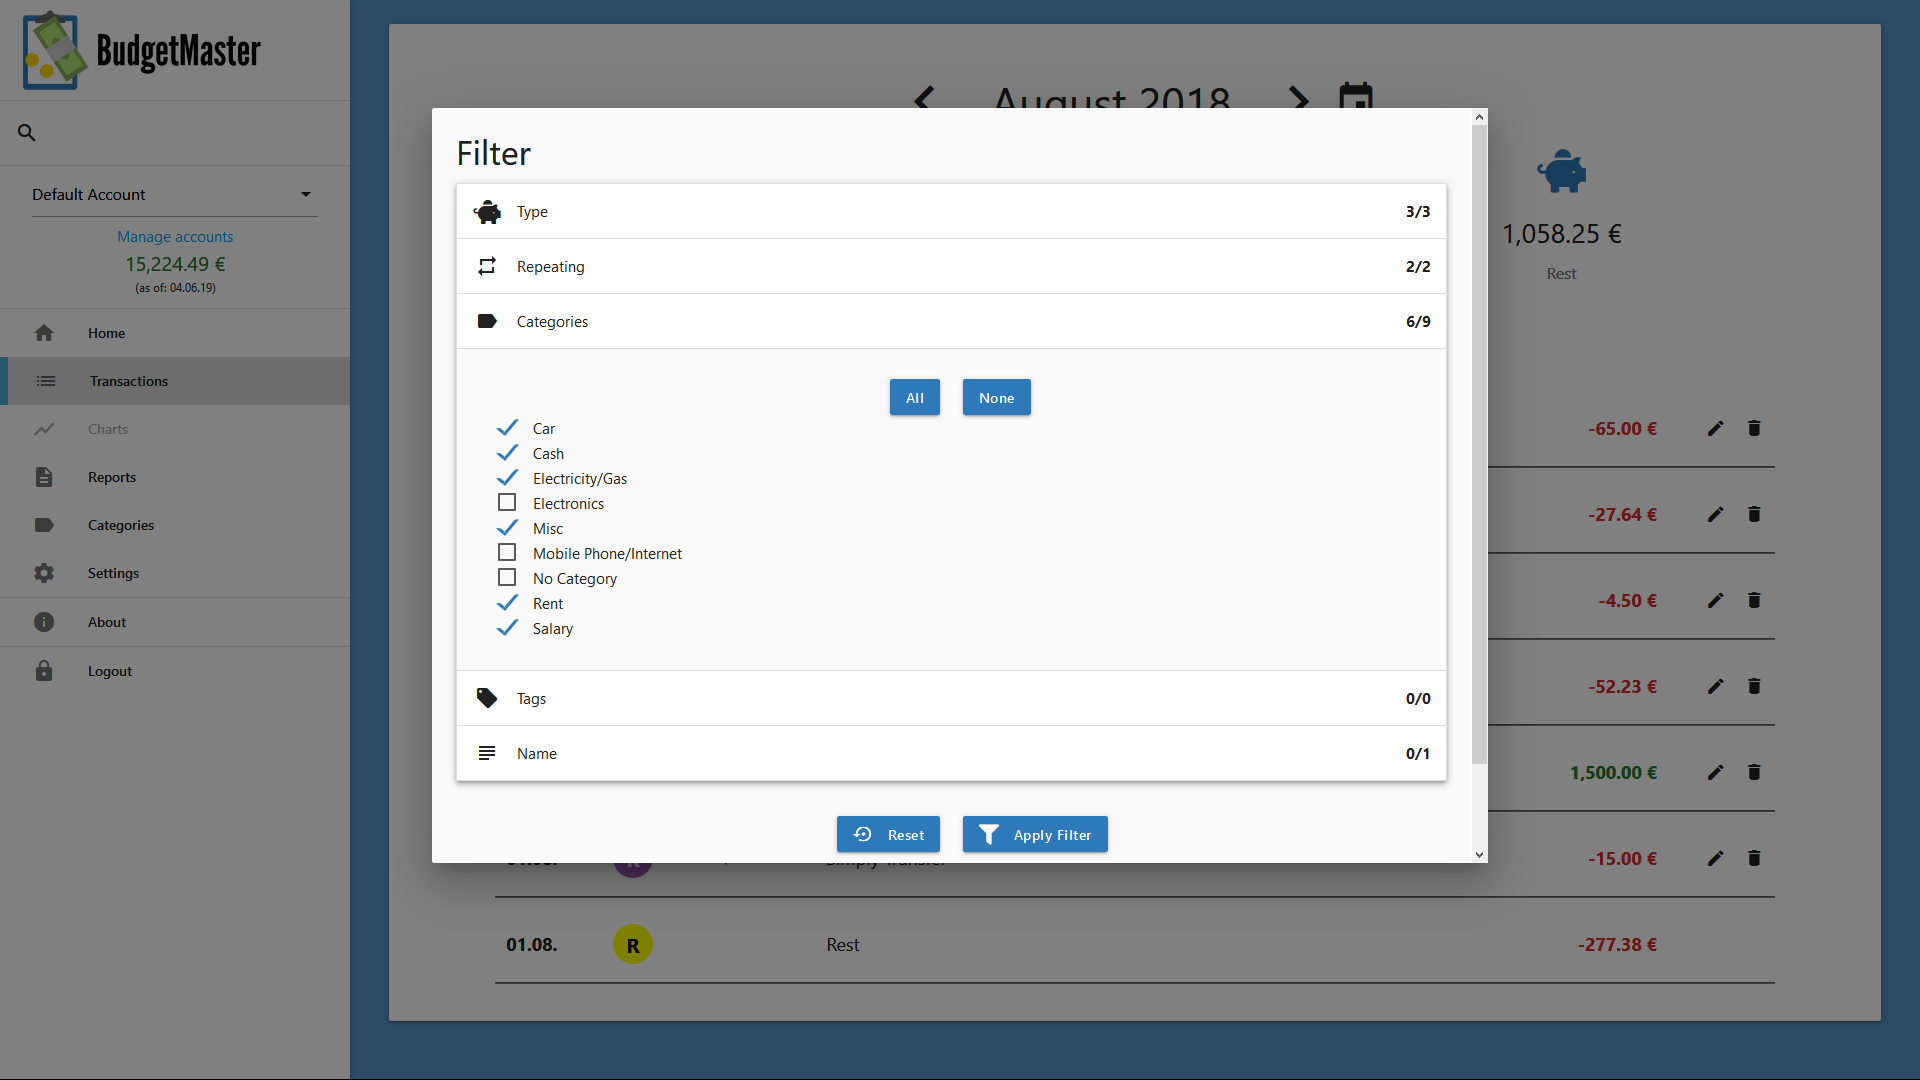 BudgetMaster
Default Account
Manage accounts
15,224.49 €
(as of: 04.06.19)
Home
Transactions
Charts
Reports
Categories
Settings
About
Logout
August 2018
1,058.25 €
Rest
Filter
Type 3/3
Repeating 2/2
Categories 6/9
All None
Car
Cash
Electricity/Gas
Electronics
Misc
Mobile Phone/Internet
No Category
Rent
Salary
Tags 0/0
Name 0/1
Reset Apply Filter
-65.00 €
-27.64 €
-4.50 €
-52.23 €
1,500.00 €
-15.00 €
01.08. R Rest -277.38 €